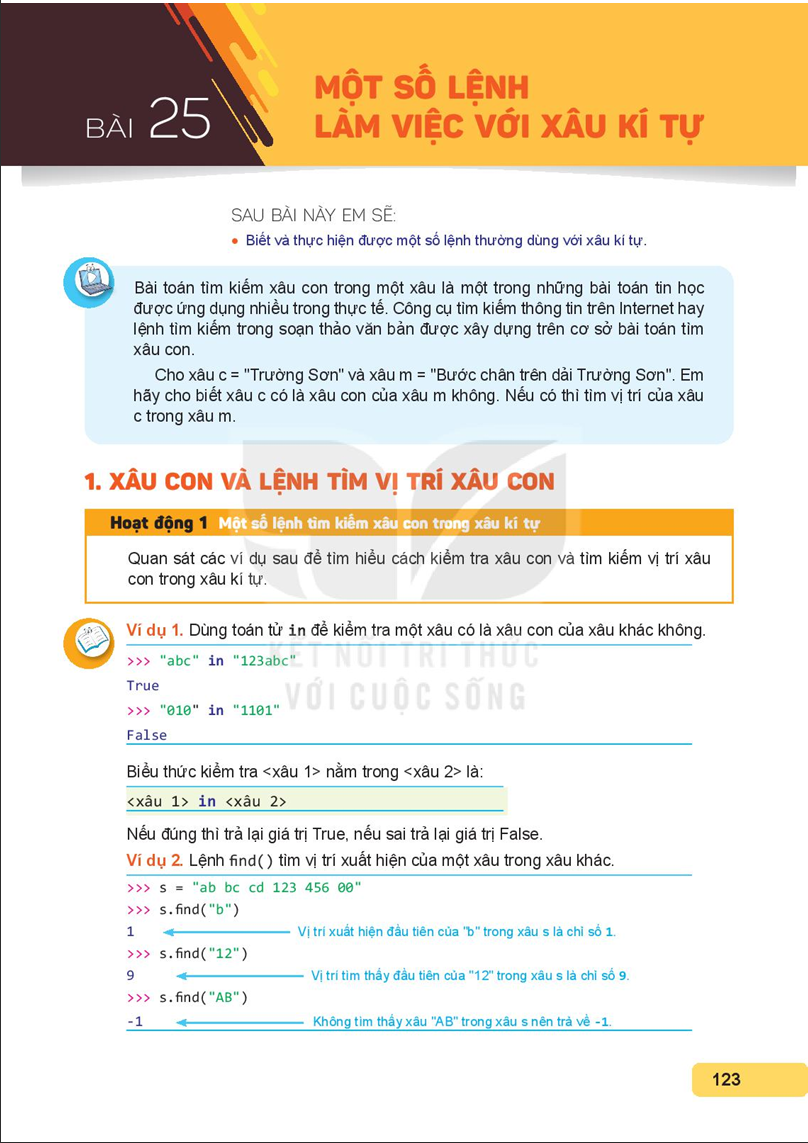 BÀI 25
MỘT SỐ LỆNH
LÀM VIỆC VỚI XÂU KÍ TỰ
SAU BÀI NÀY EM SẼ:
• Biết và thực hiện được một số lệnh thường dùng với xâu kí tự.
Bài toán tìm kiếm xâu con trong một xâu là một trong những bài toán tin học
được ứng dụng nhiều trong thực tế. Công cụ tìm kiếm thông tin trên Internet hay
lệnh tìm kiếm trong soạn thảo văn bản được xây dựng trên cơ sở bài toán tìm
xâu con.
Cho xâu c = "Trường Sơn" và xâu m = "Bước chân trên dải Trường Sơn". Em
hãy cho biết xâu c có là xâu con của xâu m không. Nếu có thì tìm vị trí của xâu
c trong xâu m.
1. XÂU CON VÀ LỆNH TÌM VỊ TRÍ XÂU CON
Hoạt động 1 Một số lệnh tìm kiếm xâu con trong xâu kí tự
Quan sát các ví dụ sau để tìm hiểu cách kiểm tra xâu con và tìm kiếm vị trí xâu
con trong xâu kí tự.
Ví dụ 1. Dùng toán tử in để kiểm tra một xâu có là xâu con của xâu khác không.
KẾT NỐI TRI THỨC
>>> "abc" in "123abc"
True
VỚI CUỘC SỐNG
>>> "010" in "1101"
False
Biểu thức kiểm tra <xâu 1> nằm trong <xâu 2> là:
<xâu 1> in <xâu 2>
Nếu đúng thì trả lại giá trị True, nếu sai trả lại giá trị False.
Ví dụ 2. Lệnh find() tìm vị trí xuất hiện của một xâu trong xâu khác.
>>> s = "ab bc cd 123 456 00"
>>> s.find("b")
1 Vị trí xuất hiện đầu tiên của "b" trong xâu s là chỉ số 1.
>>> s.find("12")
9 Vị trí tìm thấy đầu tiên của "12" trong xâu s là chỉ số 9.
>>> s.find("AB")
-1 Không tìm thấy xâu "AB" trong xâu s nên trả về -1.
123